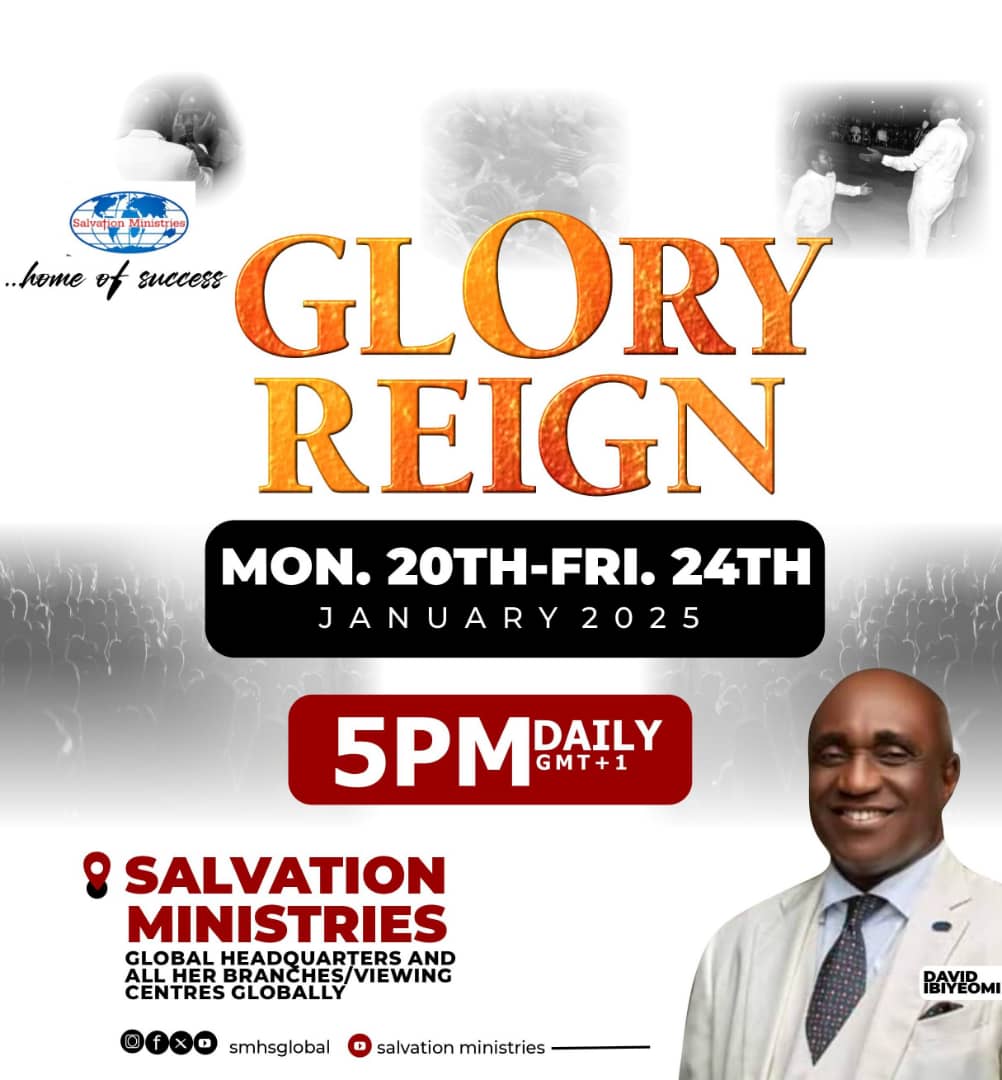 Salvation Ministries
...home of success
GLORY
REIGN
MON. 20TH-FRI. 24TH
JANUARY 2025
5PM DAILY
GMT+1
SALVATION
MINISTRIES
GLOBAL HEADQUARTERS AND
ALL HER BRANCHES/VIEWING
CENTRES GLOBALLY
DAVID
IBIYEOMI
smhsglobal salvation ministries